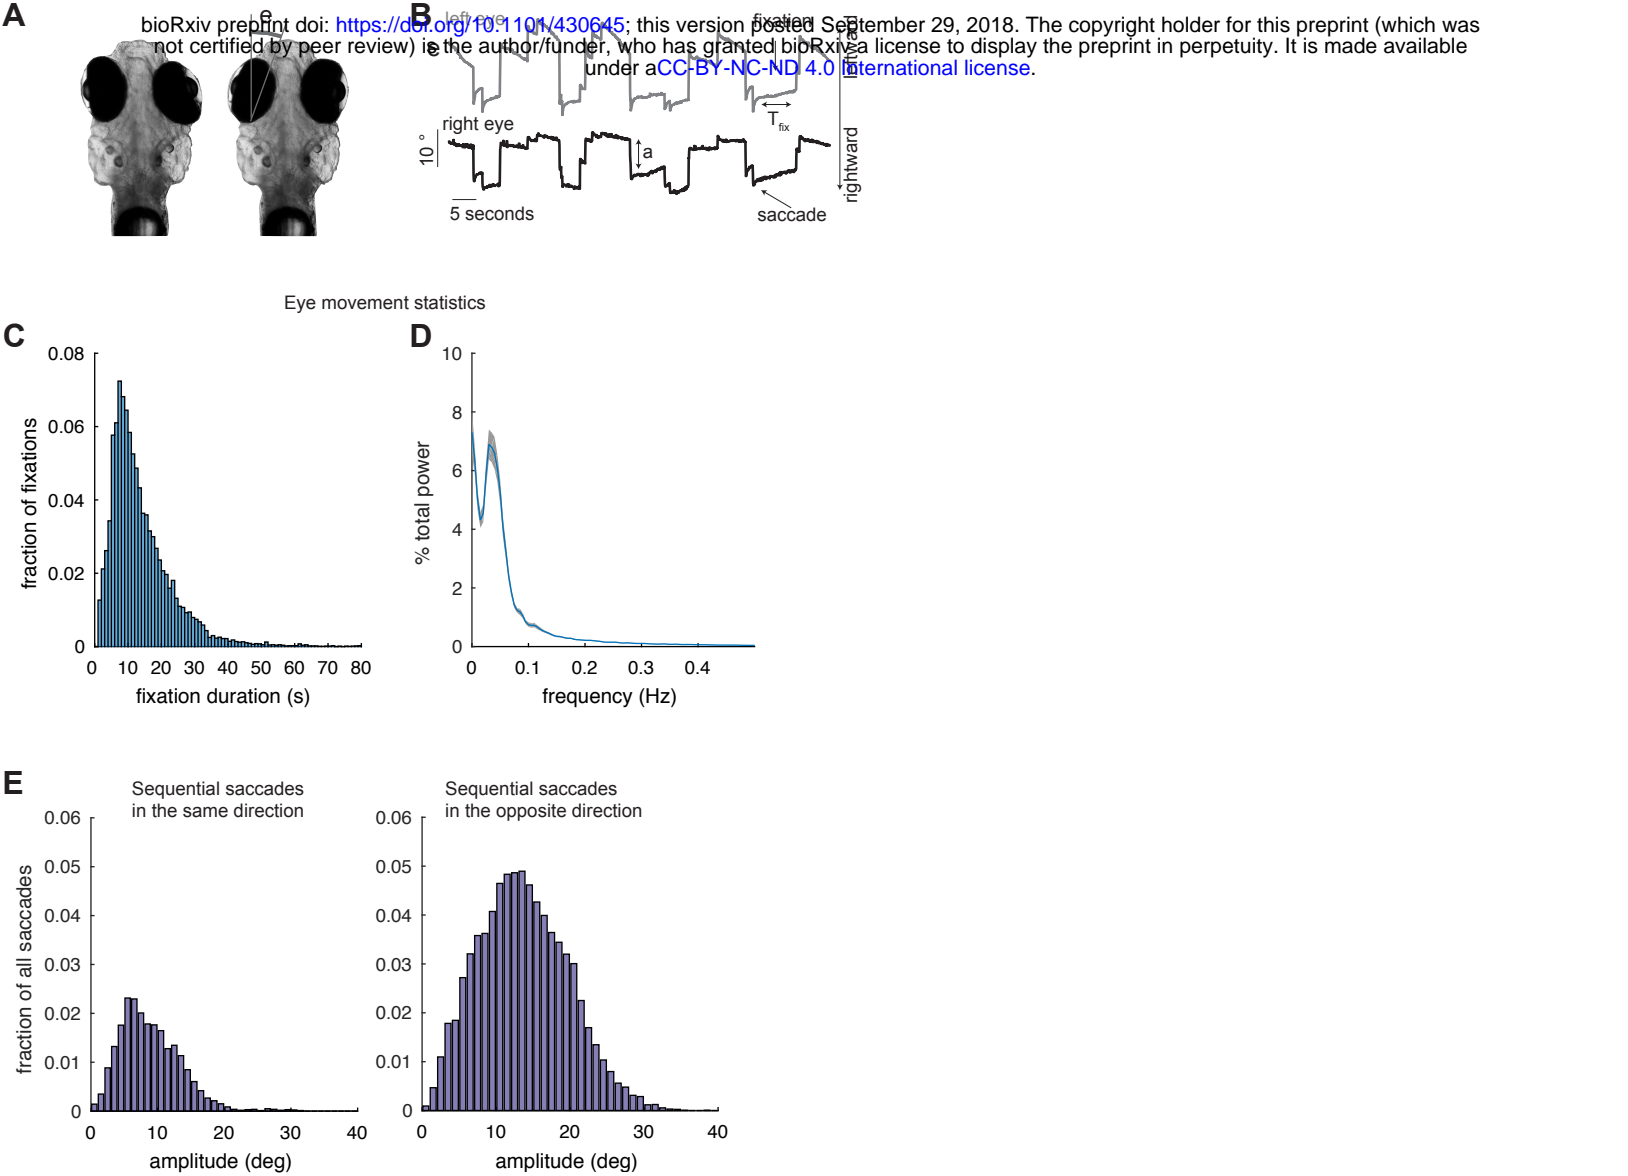 bioRxiv preprint doi: https://doi.org/10.1101/430645; this version posted September 29, 2018. The copyright holder for this preprint (which was
not certified by peer review) is the author/funder, who has granted bioRxiv a license to display the preprint in perpetuity. It is made available
under aCC-BY-NC-ND 4.0 International license.
A
e
B
left eye
e
fixation
leftward
T fix
right eye
10 °
a
rightward
5 seconds
saccade
Eye movement statistics
C
0.08
0.06
0.04
0.02
0
fraction of fixations
0 10 20 30 40 50 60 70 80
fixation duration (s)
D
10
8
6
4
2
0
% total power
0 0.1 0.2 0.3 0.4
frequency (Hz)
E
Sequential saccades
in the same direction
0.06
0.05
0.04
0.03
0.02
0.01
0
fraction of all saccades
0 10 20 30 40
amplitude (deg)
Sequential saccades
in the opposite direction
0.06
0.05
0.04
0.03
0.02
0.01
0
0 10 20 30 40
amplitude (deg)